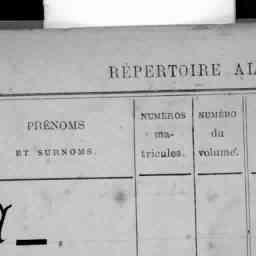 RÉPERTOIRE AL
PRÉNOMS
ET SURNOMS.
NUMÉROS
ma-
tricules.
NUMÉRO
du
volume.